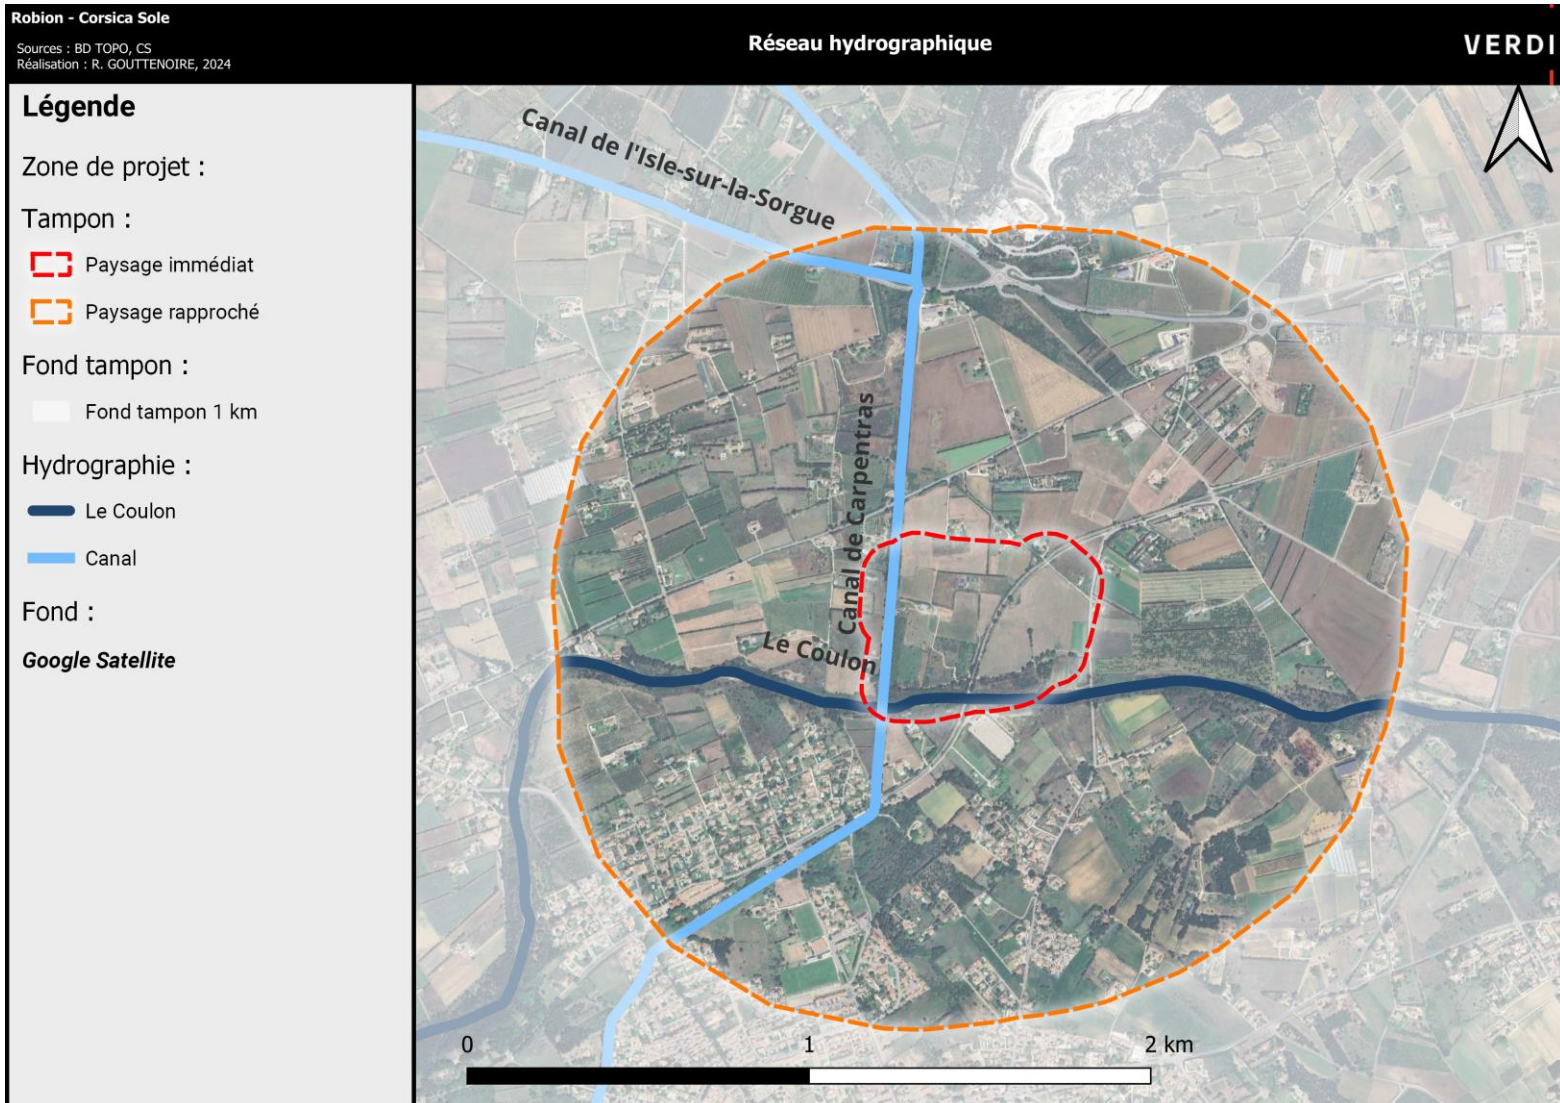 Robion - Corsica Sole
Sources : BD TOPO, CS
Réalisation : R. GOUTTENOIRE, 2024
Réseau hydrographique
VERDI
Légende
Zone de projet :
Tampon :
Paysage immédiat
Paysage rapproché
Fond tampon :
Fond tampon 1 km
Hydrographie :
Le Coulon
Canal
Fond :
Google Satellite
Canal de l'Isle-sur-la-Sorgue
Canal de Carpentras
Le Coulon
0 1 2 km